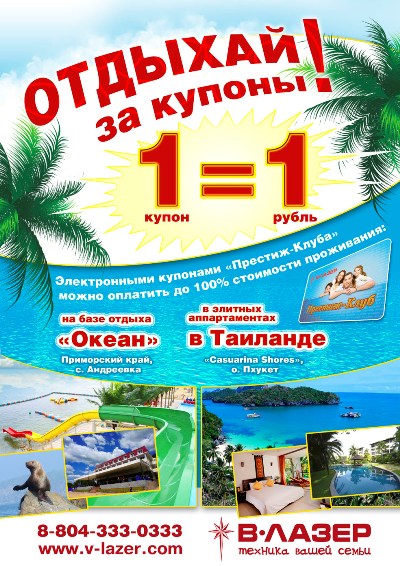 ОТДЫХАЙ
за купоны!
1=1
купон рубль
Электронными купонами «Престиж-Клуба»
можно оплатить до 100% стоимости проживания:
Престиж-Клуб
на базе отдыха
«Океан»
Приморский край,
с. Андреевка
в элитных
аппартаментах
в Таиланде
«Casuarina Shores»,
о. Пхукет
8-804-333-0333
www.v-lazer.com
В-ЛАЗЕР
техника вашей семьи